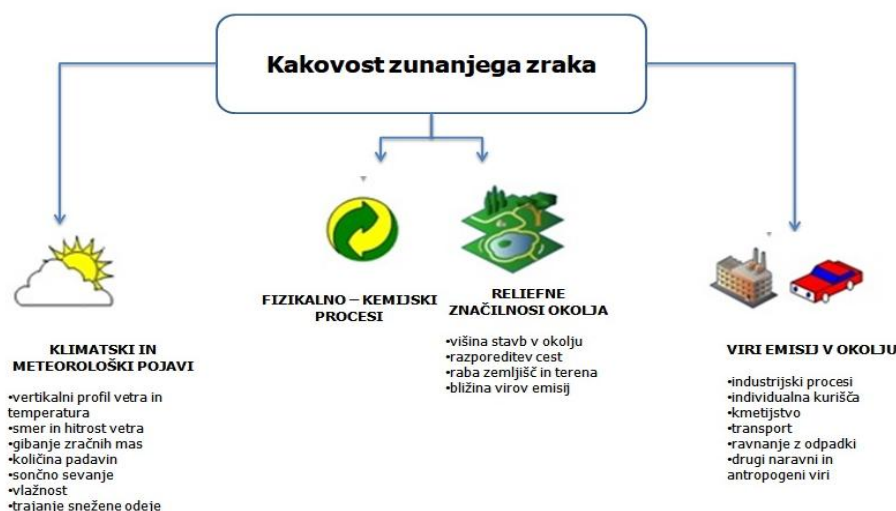 Kakovost zunanjega zraka
KLIMATSKI IN
METEOROLOŠKI POJAVI
•vertikalni profil vetra in
temperatura
•smer in hitrost vetra
•gibanje zračnih mas
•količina padavin
•sončno sevanje
•vlažnost
•trajanje snežene odeje
FIZIKALNO – KEMIJSKI
PROCESI
RELIEFNE
ZNAČILNOSI OKOLJA
•višina stavb v okolju
•razporeditev cest
•raba zemljišč in terena
•bližina virov emisij
VIRI EMISIJ V OKOLJU
•industrijski procesi
•individualna kurišča
•kmetijstvo
•transport
•ravnanje z odpadki
•drugi naravni in
antropogeni viri